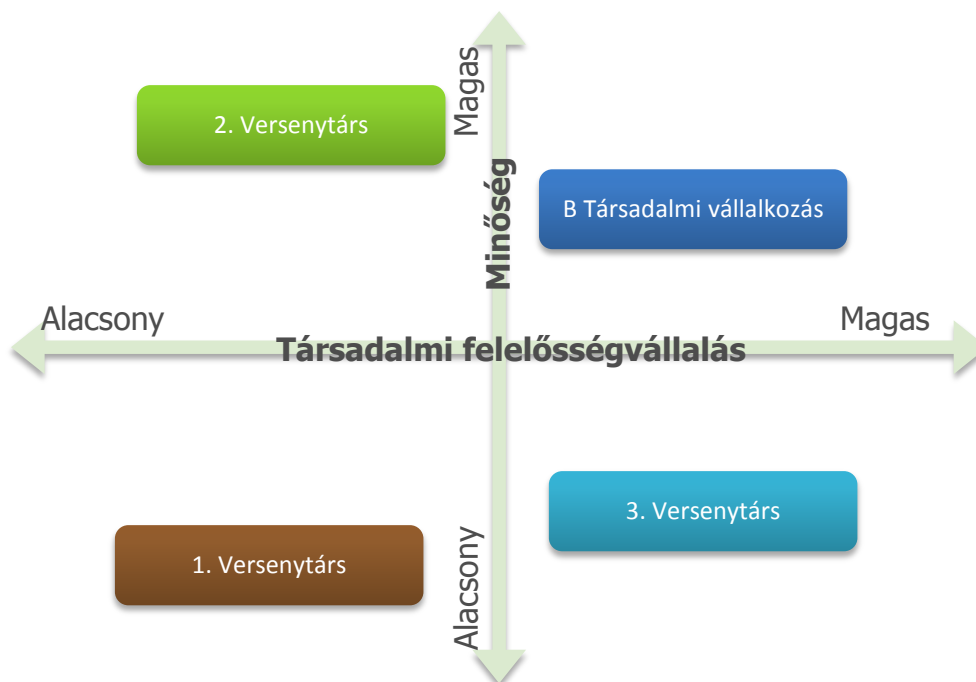 Magas
2. Versenytárs
Minőség
B Társadalmi vállalkozás
Alacsony
Magas
Társadalmi felelősségvállalás
3. Versenytárs
1. Versenytárs
Alacsony